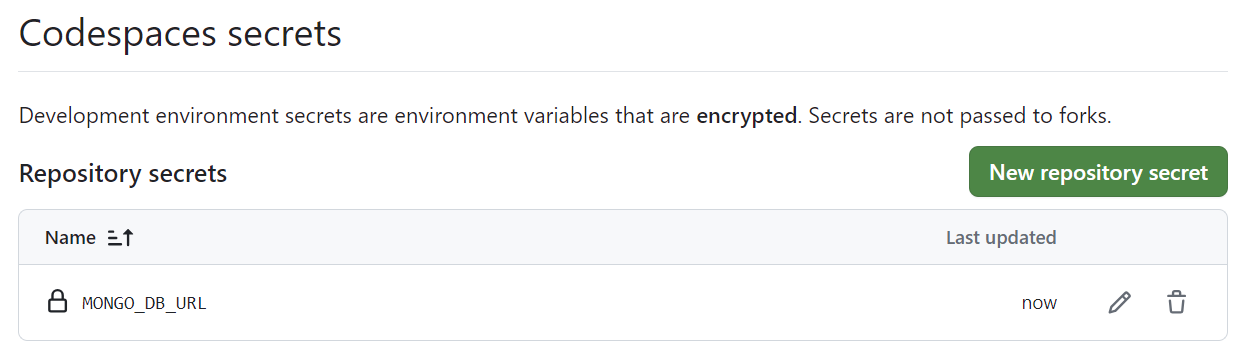 Codespaces secrets
Development environment secrets are environment variables that are encrypted. Secrets are not passed to forks.
Repository secrets
New repository secret
Name
Last updated
MONGO_DB_URL
now